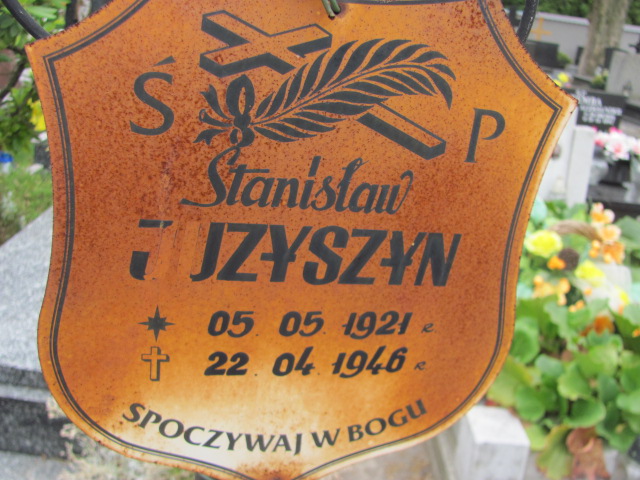 Ś P
Stanisław
05. 05. 1921 r.
22. 04. 1946 r.
SPOCZYWAJ W BOGU